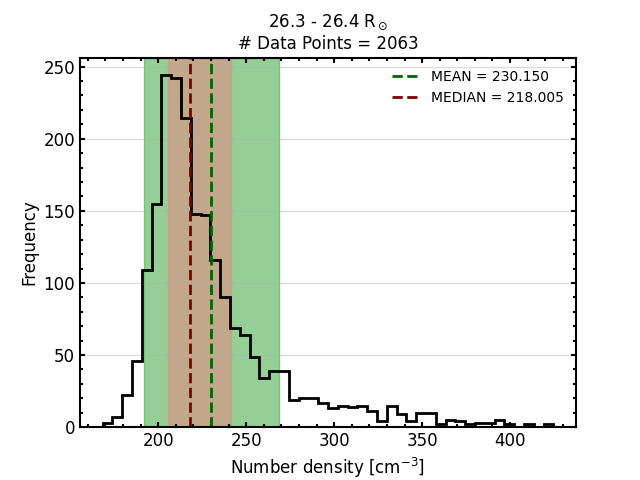 26.3 - 26.4 R⊙
# Data Points = 2063
MEAN = 230.150
MEDIAN = 218.005
Frequency
250
200
150
100
50
0
200 250 300 350 400
Number density [cm⁻³]